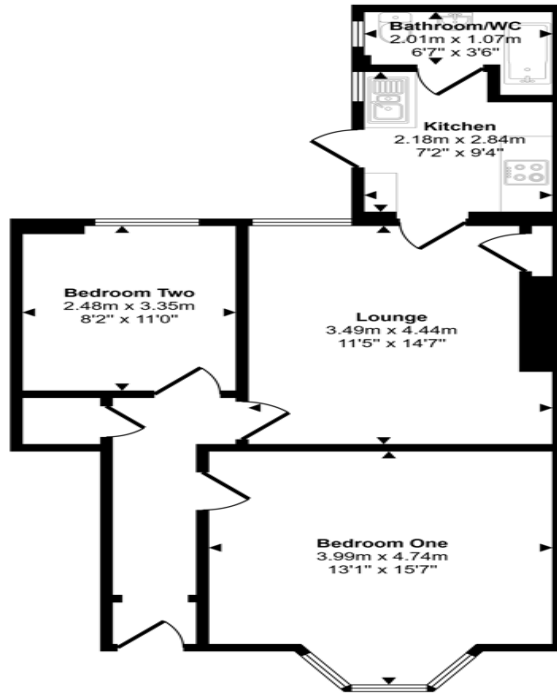 Bathroom/WC
2.01m x 1.07m
6'7" x 3'6"
Kitchen
2.18m x 2.84m
7'2" x 9'4"
Bedroom Two
2.48m x 3.35m
8'2" x 11'0"
Lounge
3.49m x 4.44m
11'5" x 14'7"
Bedroom One
3.99m x 4.74m
13'1" x 15'7"